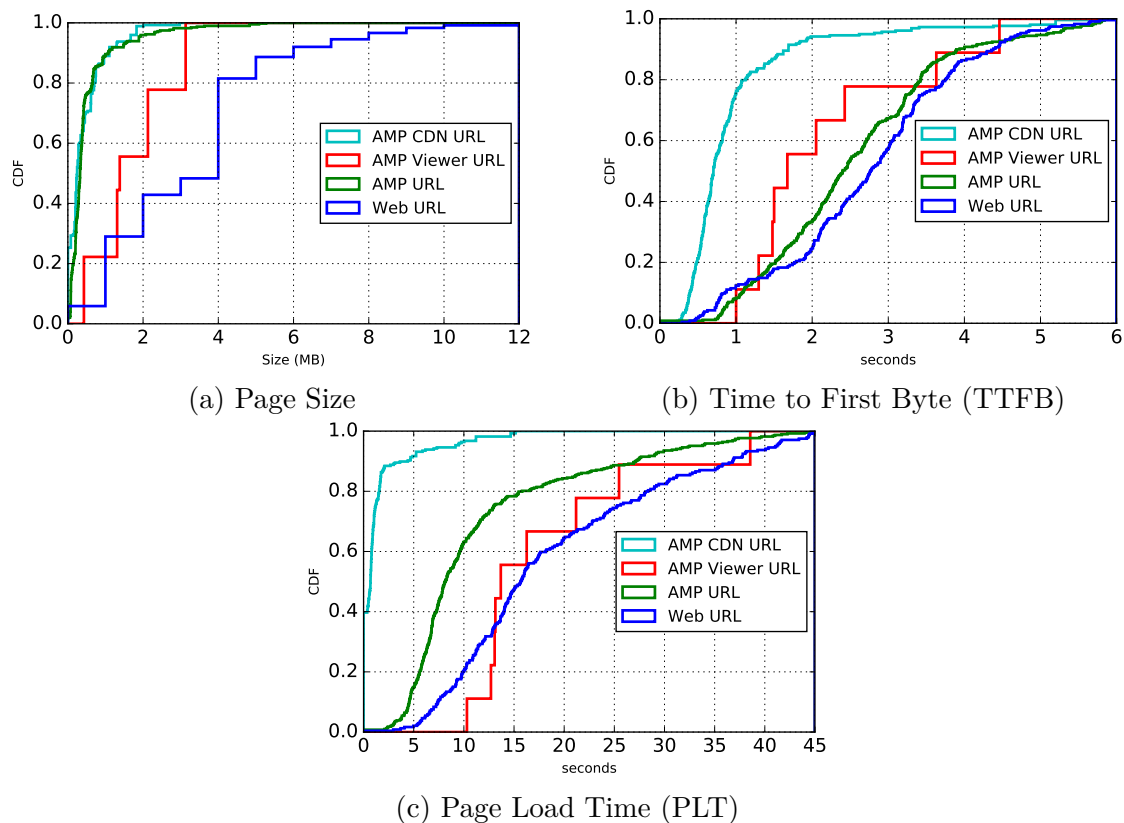 1.0
0.8
0.6
0.4
0.2
0.0
CDF
AMP CDN URL
AMP Viewer URL
AMP URL
Web URL
0 2 4 6 8 10 12
Size (MB)
(a) Page Size
1.0
0.8
0.6
0.4
0.2
0.0
CDF
AMP CDN URL
AMP Viewer URL
AMP URL
Web URL
0 1 2 3 4 5 6
seconds
(b) Time to First Byte (TTFB)
1.0
0.8
0.6
0.4
0.2
0.0
CDF
AMP CDN URL
AMP Viewer URL
AMP URL
Web URL
0 5 10 15 20 25 30 35 40 45
seconds
(c) Page Load Time (PLT)